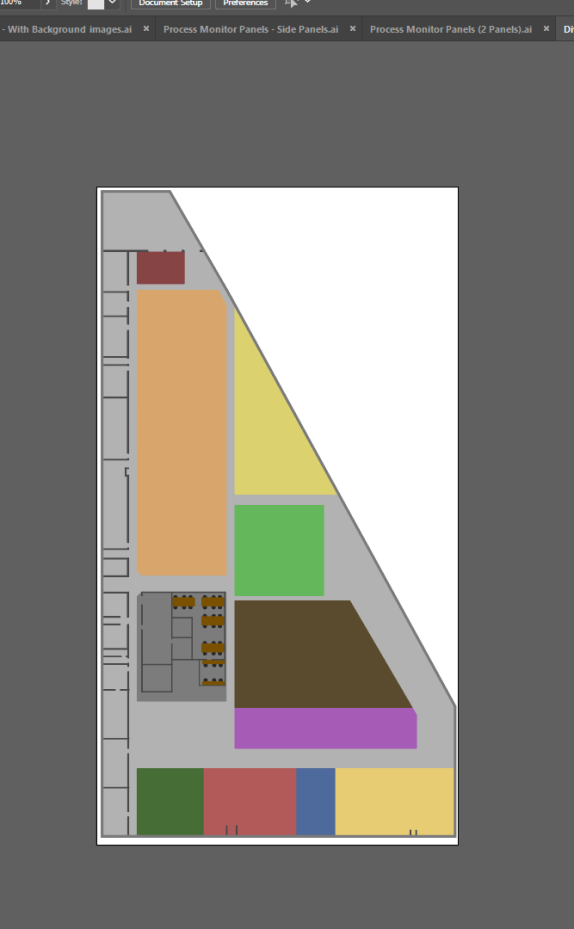 100% Style: Document Setup Preferences
- With Background images.ai × Process Monitor Panels - Side Panels.ai × Process Monitor Panels (2 Panels).ai × Di